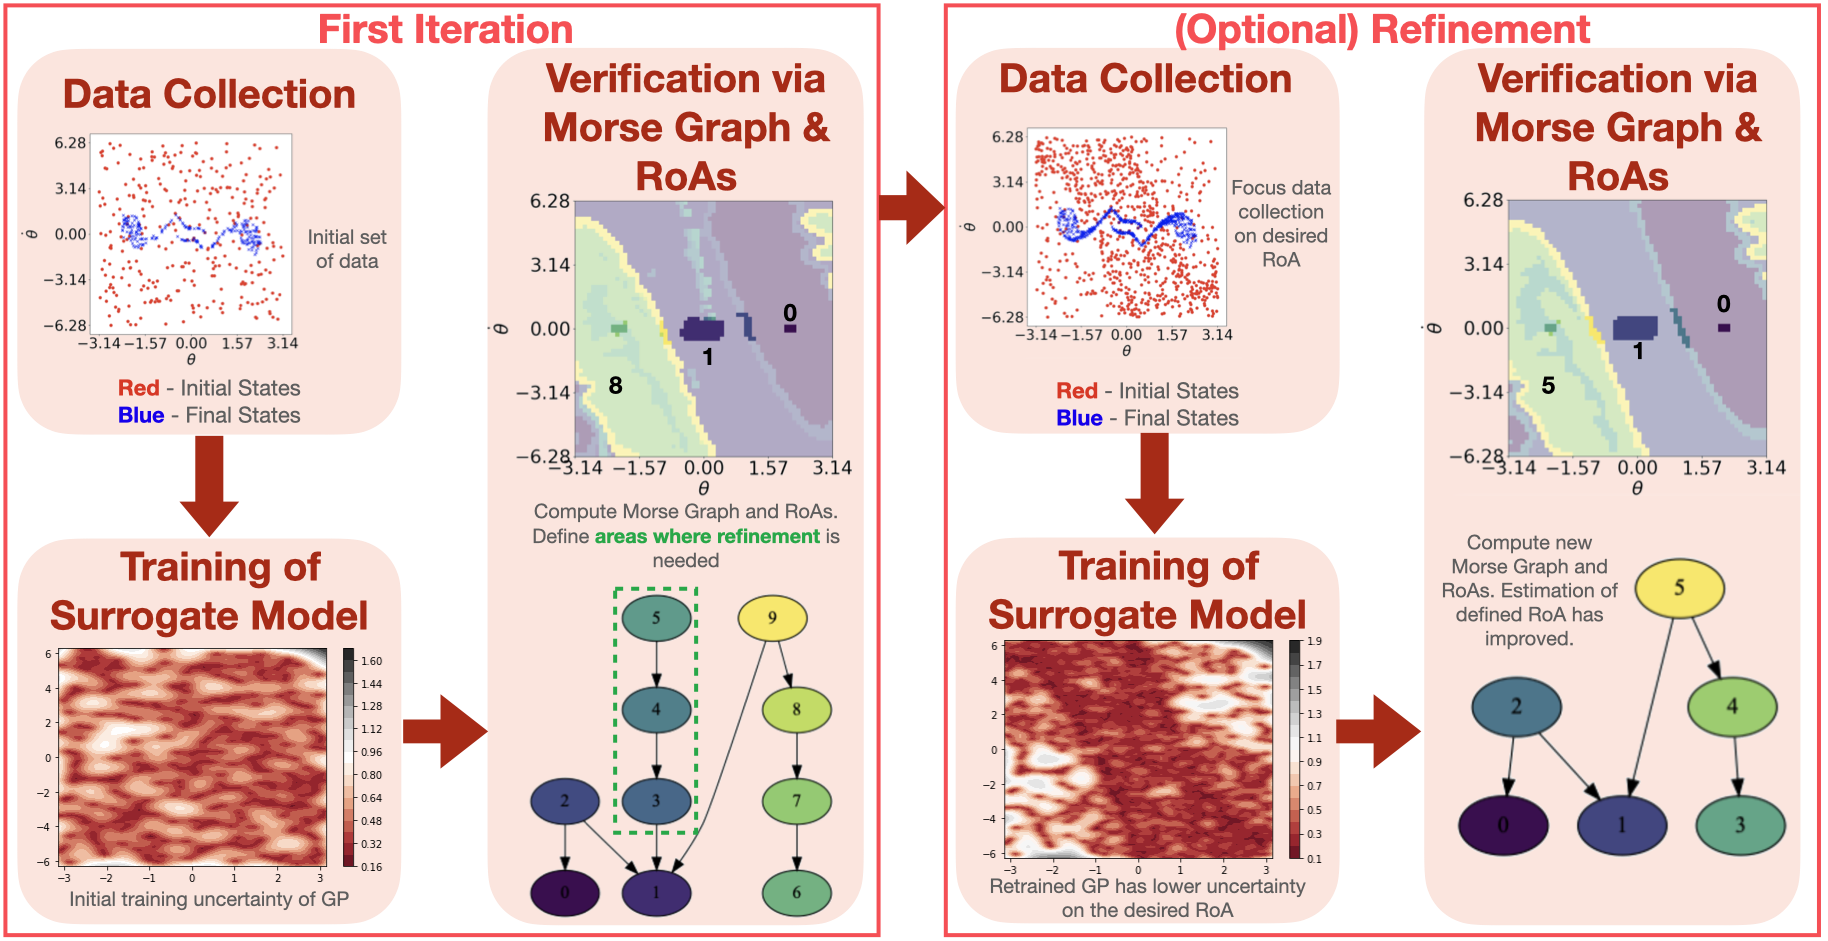 First Iteration
Data Collection
6.28
3.14
0.00
−3.14
−6.28
θ̇
−3.14 −1.57 0.00 1.57 3.14
θ
Initial set
of data
Red - Initial States
Blue - Final States
Training of
Surrogate Model
6
4
2
0
−2
−4
−6
−3 −2 −1 0 1 2 3
1.60
1.44
1.28
1.12
0.96
0.80
0.64
0.48
0.32
0.16
Initial training uncertainty of GP
Verification via
Morse Graph &
RoAs
6.28
3.14
0.00
−3.14
−6.28
θ̇
0
1
8
−3.14 −1.57 0.00 1.57 3.14
θ
Compute Morse Graph and RoAs.
Define areas where refinement is
needed
5
9
4
8
2
3
7
0
1
6
(Optional) Refinement
Data Collection
6.28
3.14
0.00
−3.14
−6.28
θ̇
−3.14 −1.57 0.00 1.57 3.14
θ
Focus data
collection
on desired
RoA
Red - Initial States
Blue - Final States
Training of
Surrogate Model
6
4
2
0
−2
−4
−6
−3 −2 −1 0 1 2 3
1.9
1.7
1.5
1.3
1.1
0.9
0.7
0.5
0.3
0.1
Retrained GP has lower uncertainty
on the desired RoA
Verification via
Morse Graph &
RoAs
6.28
3.14
0.00
−3.14
−6.28
θ̇
0
1
5
−3.14 −1.57 0.00 1.57 3.14
θ
Compute new
Morse Graph and
RoAs. Estimation of
defined RoA has
improved.
5
2
4
0
1
3